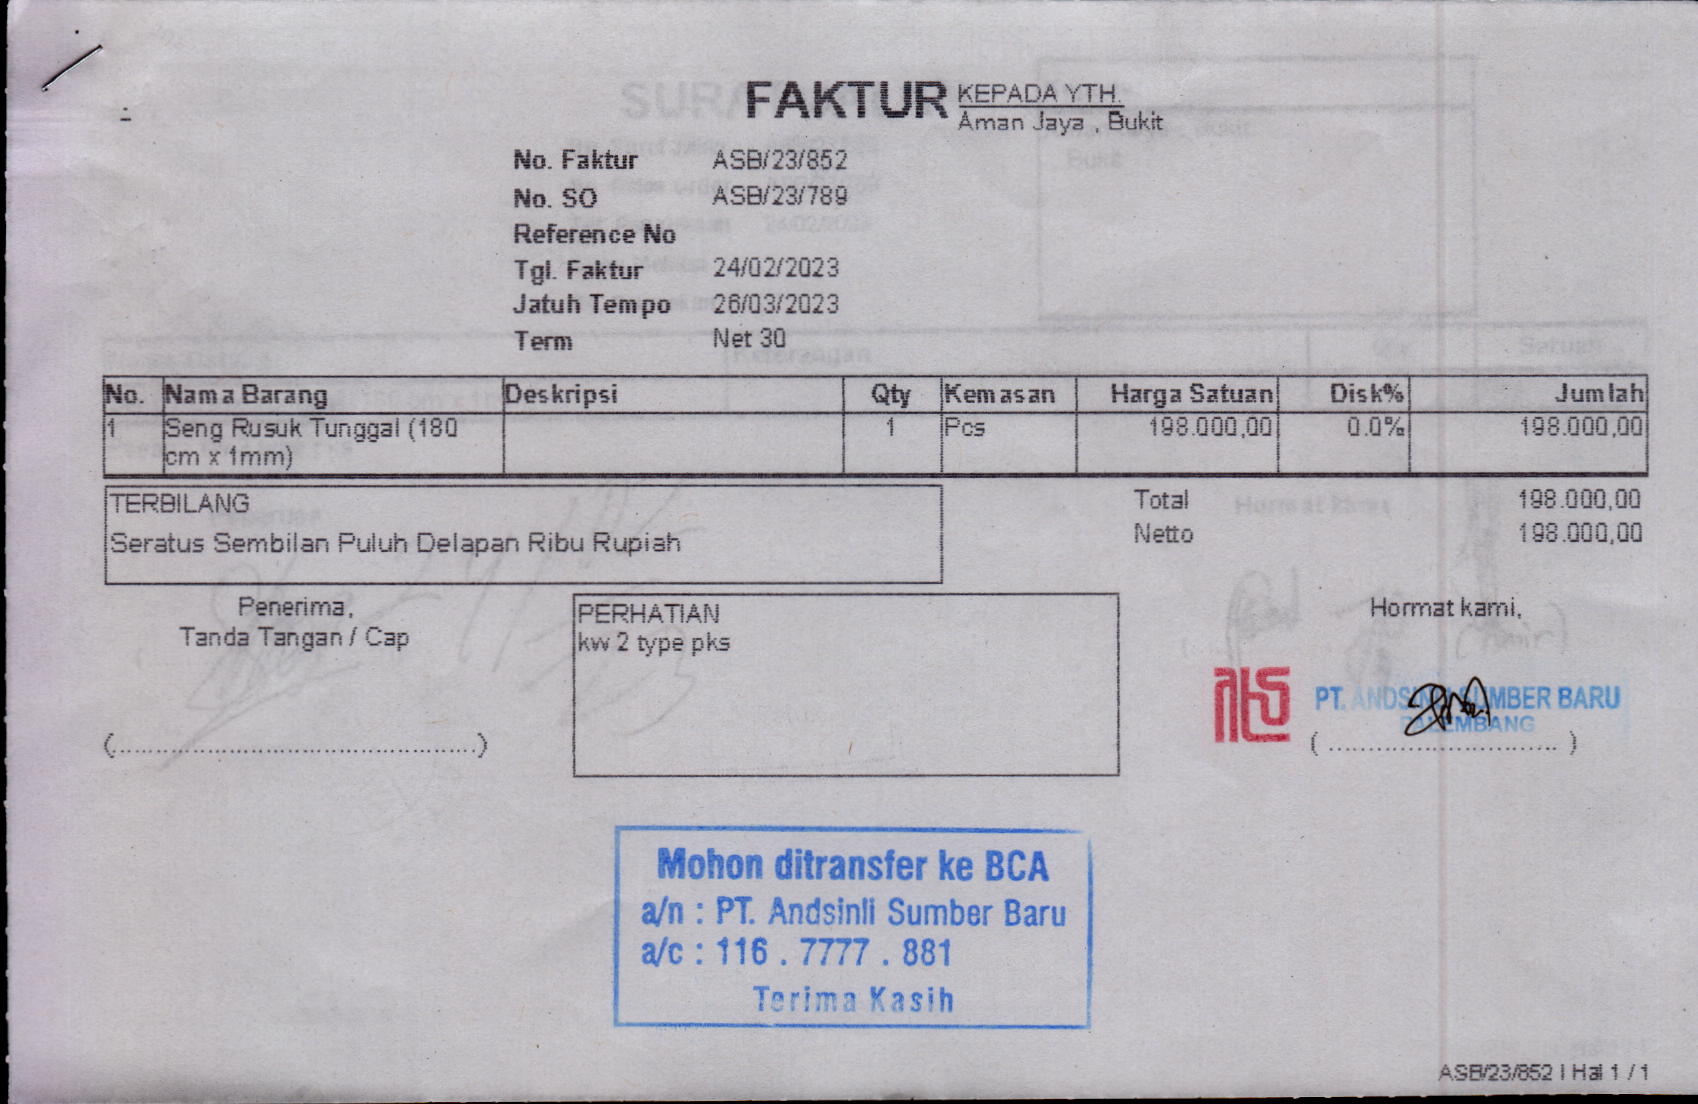 FAKTUR
KEPADA YTH.
Aman Jaya , Bukit
No. Faktur ASB/23/852
No. SO ASB/23/789
Reference No
Tgl. Faktur 24/02/2023
Jatuh Tempo 26/03/2023
Term Net 30
No. Nama Barang Deskripsi Qty Kemasan Harga Satuan Disk% Jumlah
1 Seng Rusuk Tunggal (180 1 Pcs 198.000,00 0.0% 198.000,00
cm x 1mm)
TERBILANG
Seratus Sembilan Puluh Delapan Ribu Rupiah
Total 198.000,00
Netto 198.000,00
Penerima,
Tanda Tangan / Cap
(....................................................)
PERHATIAN
kw 2 type pks
Hormat kami,
PT. ANDSINLI SUMBER BARU
PALEMBANG
( ................................ )
Mohon ditransfer ke BCA
a/n : PT. Andsinli Sumber Baru
a/c : 116 . 7777 . 881
Terima Kasih
ASB/23/852 | Hal 1 / 1